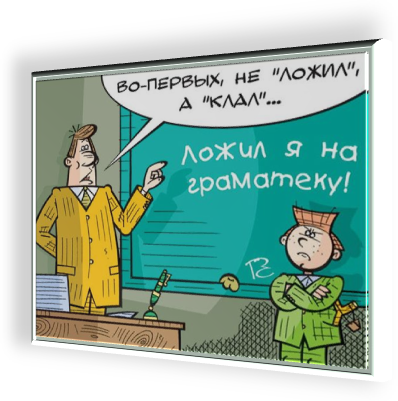 ВО-ПЕРВЫХ, НЕ "ЛОЖИЛ",
А "КЛАЛ"...
ЛОЖИЛ Я НА
ГРАМАТЕКУ!